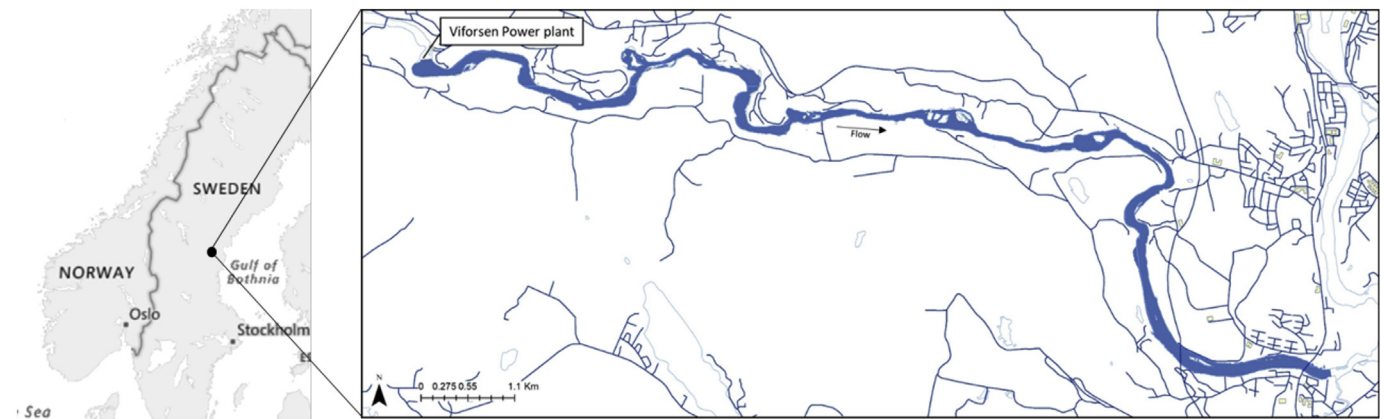 Viforsen Power plant
SWEDEN
Flow
NORWAY
Gulf of
Bothnia
Oslo
Stockholm
N
0 0.275 0.55 1.1 Km
Sea